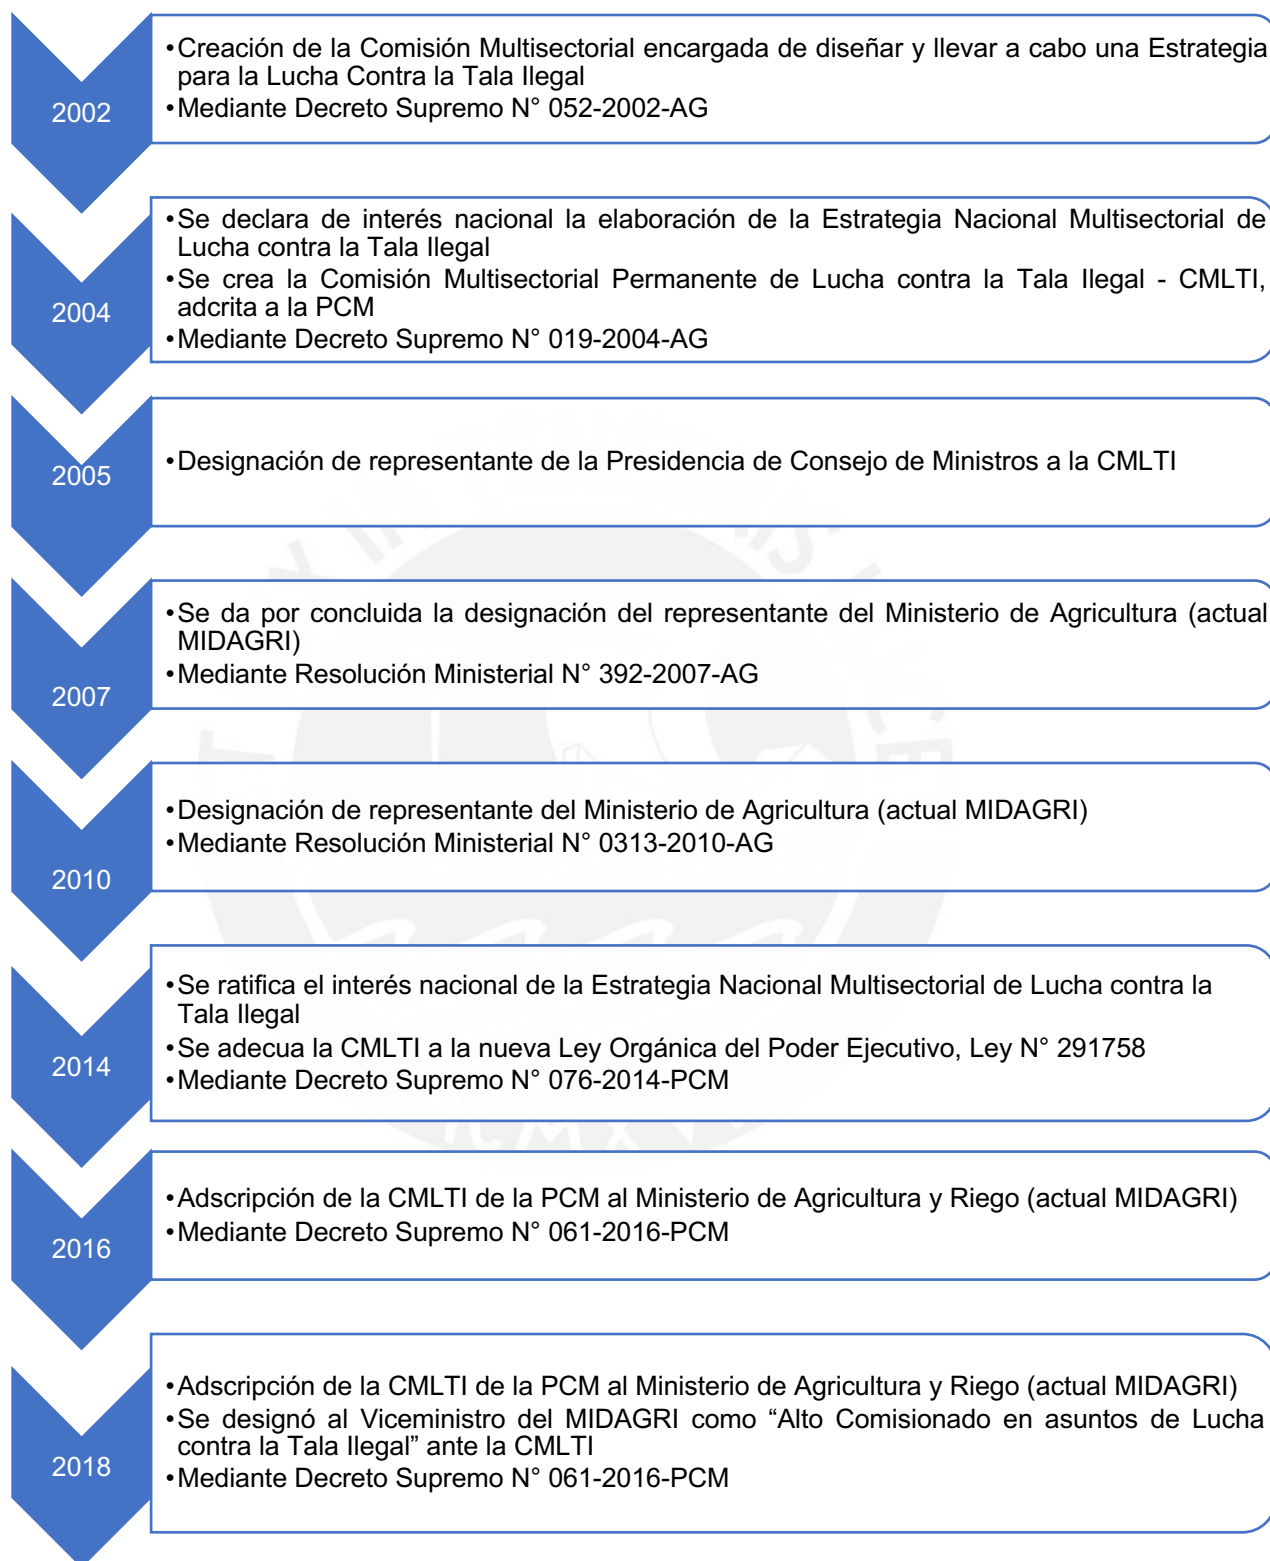 2002
•Creación de la Comisión Multisectorial encargada de diseñar y llevar a cabo una Estrategia
para la Lucha Contra la Tala Ilegal
•Mediante Decreto Supremo N° 052-2002-AG
2004
•Se declara de interés nacional la elaboración de la Estrategia Nacional Multisectorial de
Lucha contra la Tala Ilegal
•Se crea la Comisión Multisectorial Permanente de Lucha contra la Tala Ilegal - CMLTI,
adcrita a la PCM
•Mediante Decreto Supremo N° 019-2004-AG
2005
•Designación de representante de la Presidencia de Consejo de Ministros a la CMLTI
2007
•Se da por concluida la designación del representante del Ministerio de Agricultura (actual
MIDAGRI)
•Mediante Resolución Ministerial N° 392-2007-AG
2010
•Designación de representante del Ministerio de Agricultura (actual MIDAGRI)
•Mediante Resolución Ministerial N° 0313-2010-AG
2014
•Se ratifica el interés nacional de la Estrategia Nacional Multisectorial de Lucha contra la
Tala Ilegal
•Se adecua la CMLTI a la nueva Ley Orgánica del Poder Ejecutivo, Ley N° 291758
•Mediante Decreto Supremo N° 076-2014-PCM
2016
•Adscripción de la CMLTI de la PCM al Ministerio de Agricultura y Riego (actual MIDAGRI)
•Mediante Decreto Supremo N° 061-2016-PCM
2018
•Adscripción de la CMLTI de la PCM al Ministerio de Agricultura y Riego (actual MIDAGRI)
•Se designó al Viceministro del MIDAGRI como “Alto Comisionado en asuntos de Lucha
contra la Tala Ilegal” ante la CMLTI
•Mediante Decreto Supremo N° 061-2016-PCM